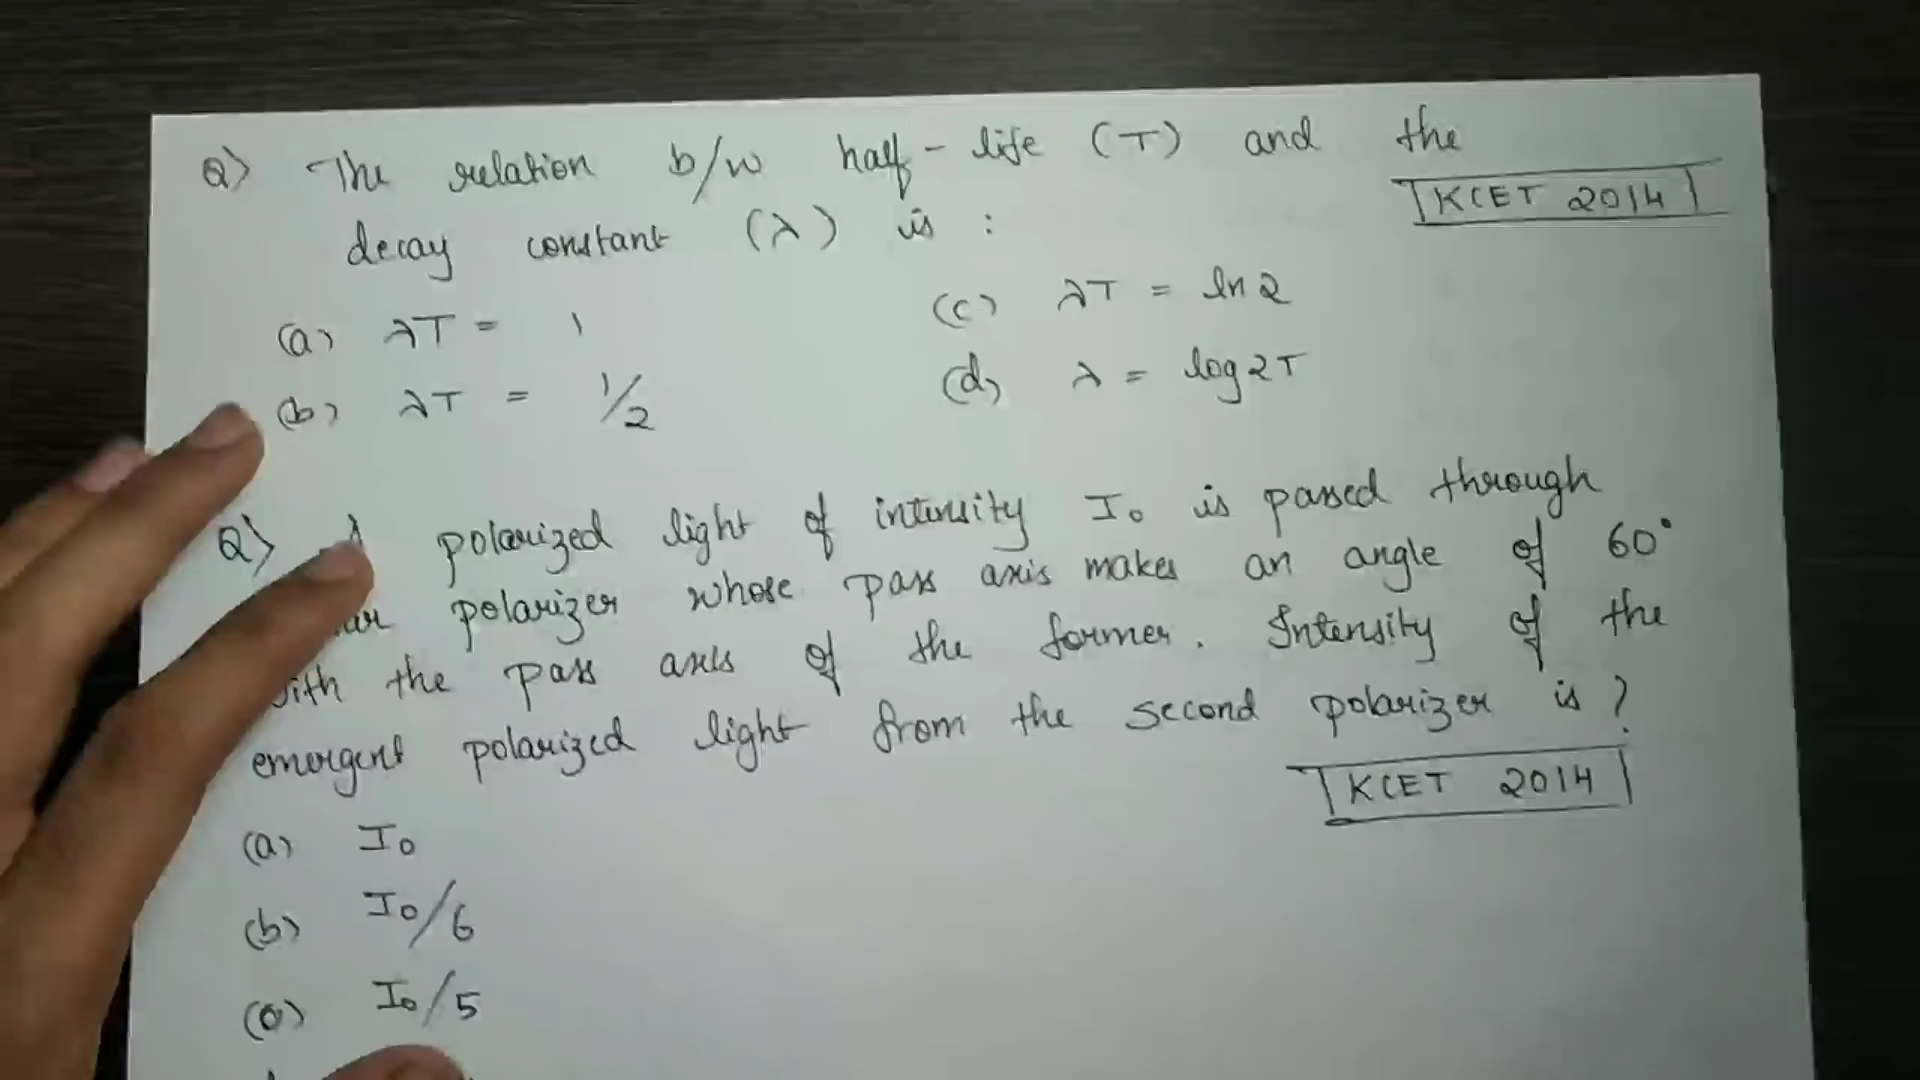 Q) The relation b/w half-life (T) and the
KCET 2014
decay constant (λ) is :
(a) λT = 1
(c) λT = ln 2
(b) λT = 1/2
(d) λ = log2T
Q) A polarized light of intensity I₀ is passed through
polarizer whose pass axis makes an angle of 60°
with the pass axis of the former. Intensity of the
emergent polarized light from the second polarizer is ?
KCET 2014
(a) I₀
(b) I₀/6
(c) I₀/5